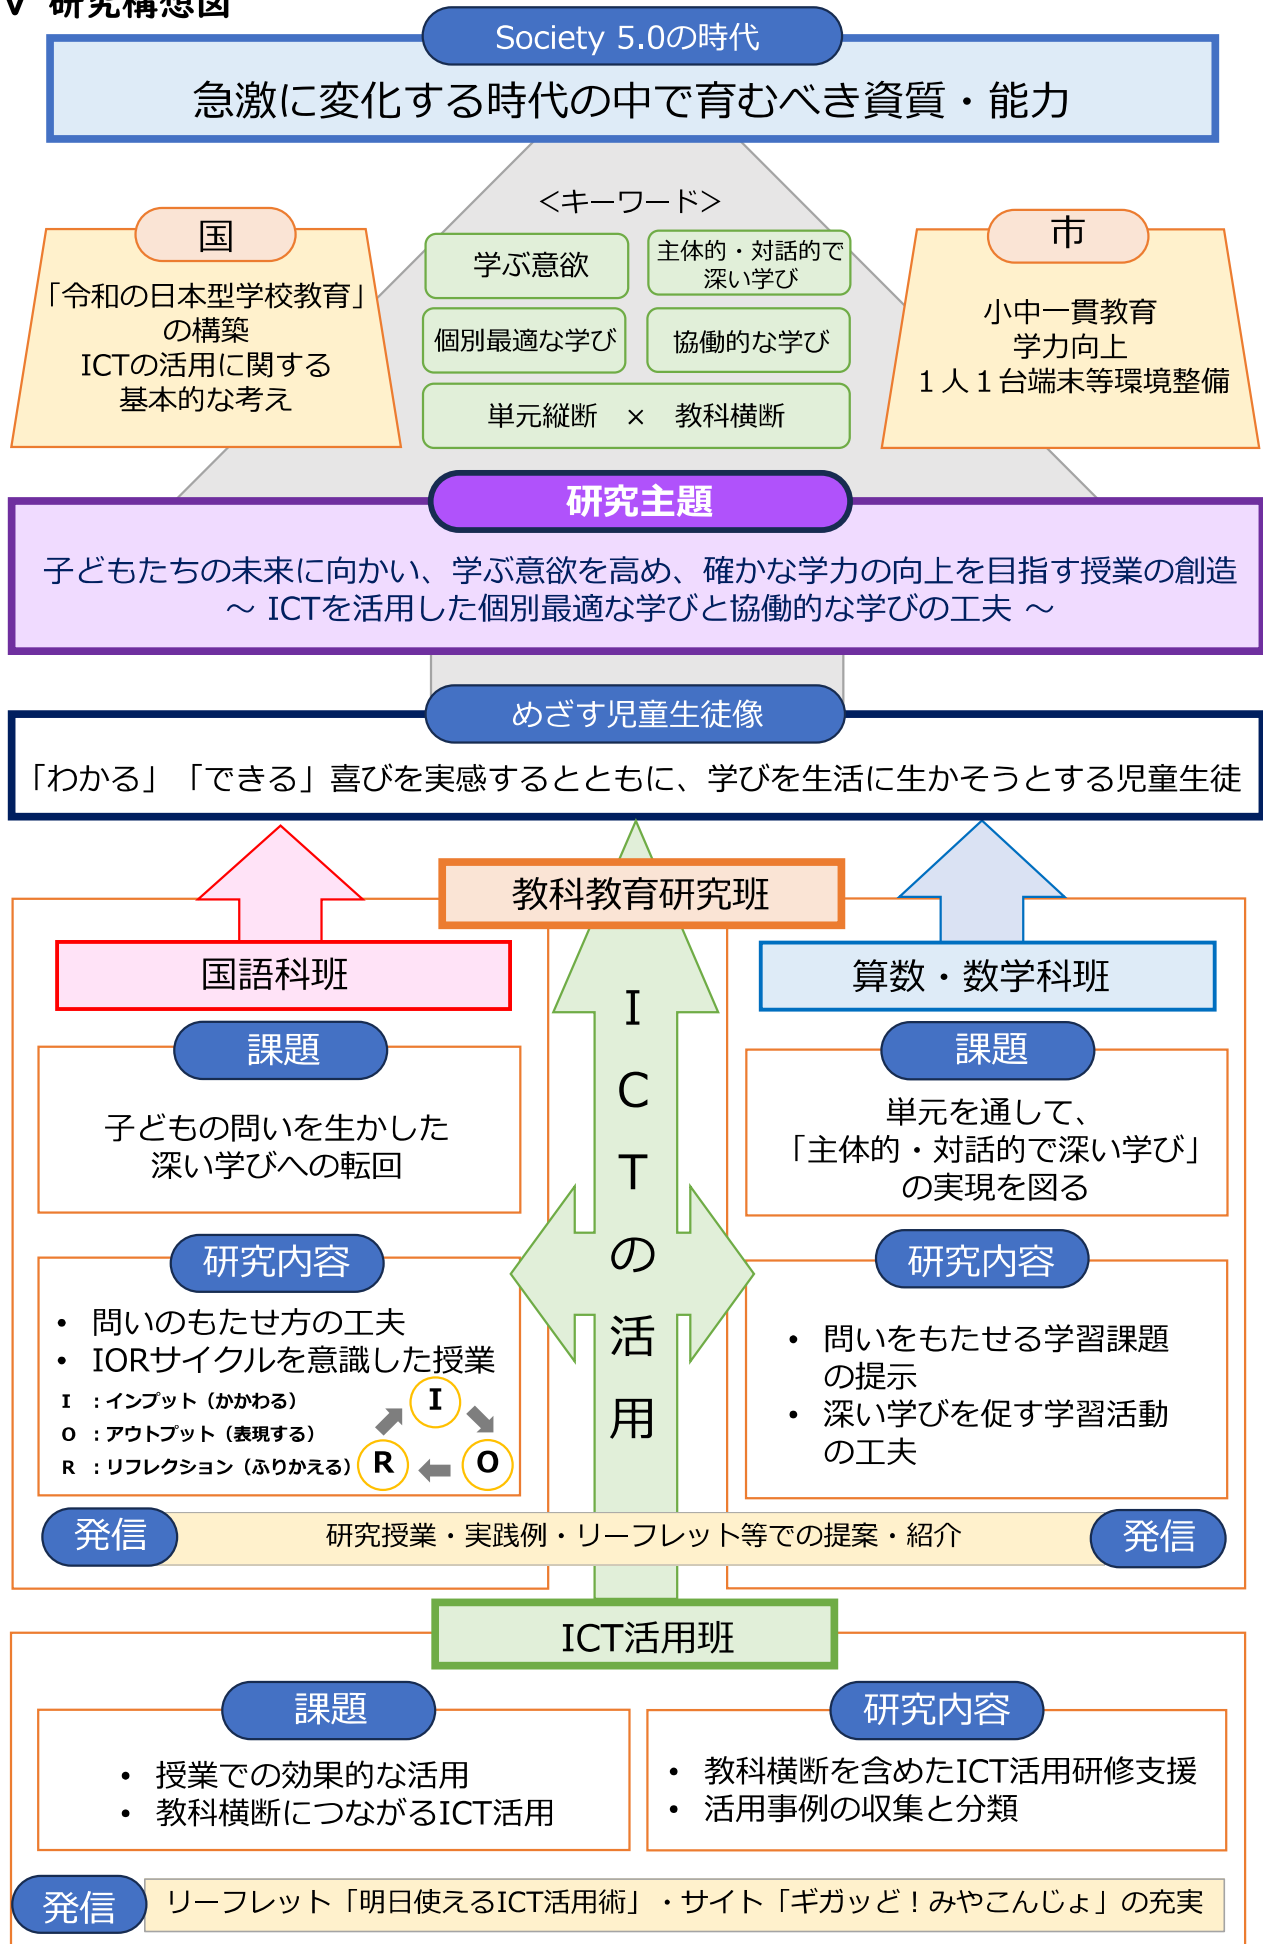 Ⅴ 研究構想図
Society 5.0の時代
急激に変化する時代の中で育むべき資質・能力
＜キーワード＞
学ぶ意欲
主体的・対話的で
深い学び
個別最適な学び
協働的な学び
単元縦断　×　教科横断
国
「令和の日本型学校教育」
の構築
ICTの活用に関する
基本的な考え
市
小中一貫教育
学力向上
１人１台端末等環境整備
研究主題
子どもたちの未来に向かい、学ぶ意欲を高め、確かな学力の向上を目指す授業の創造
～ ICTを活用した個別最適な学びと協働的な学びの工夫 ～
めざす児童生徒像
「わかる」「できる」喜びを実感するとともに、学びを生活に生かそうとする児童生徒
教科教育研究班
ICTの活用
国語科班
課題
子どもの問いを生かした
深い学びへの転回
研究内容
• 問いのもたせ方の工夫
• IORサイクルを意識した授業
I ：インプット（かかわる）
O ：アウトプット（表現する）
R ：リフレクション（ふりかえる）
I
R
O
算数・数学科班
課題
単元を通して、
「主体的・対話的で深い学び」
の実現を図る
研究内容
• 問いをもたせる学習課題
の提示
• 深い学びを促す学習活動
の工夫
発信
研究授業・実践例・リーフレット等での提案・紹介
発信
ICT活用班
課題
• 授業での効果的な活用
• 教科横断につながるICT活用
研究内容
• 教科横断を含めたICT活用研修支援
• 活用事例の収集と分類
発信
リーフレット「明日使えるICT活用術」・サイト「ギガッど！みやこんじょ」の充実